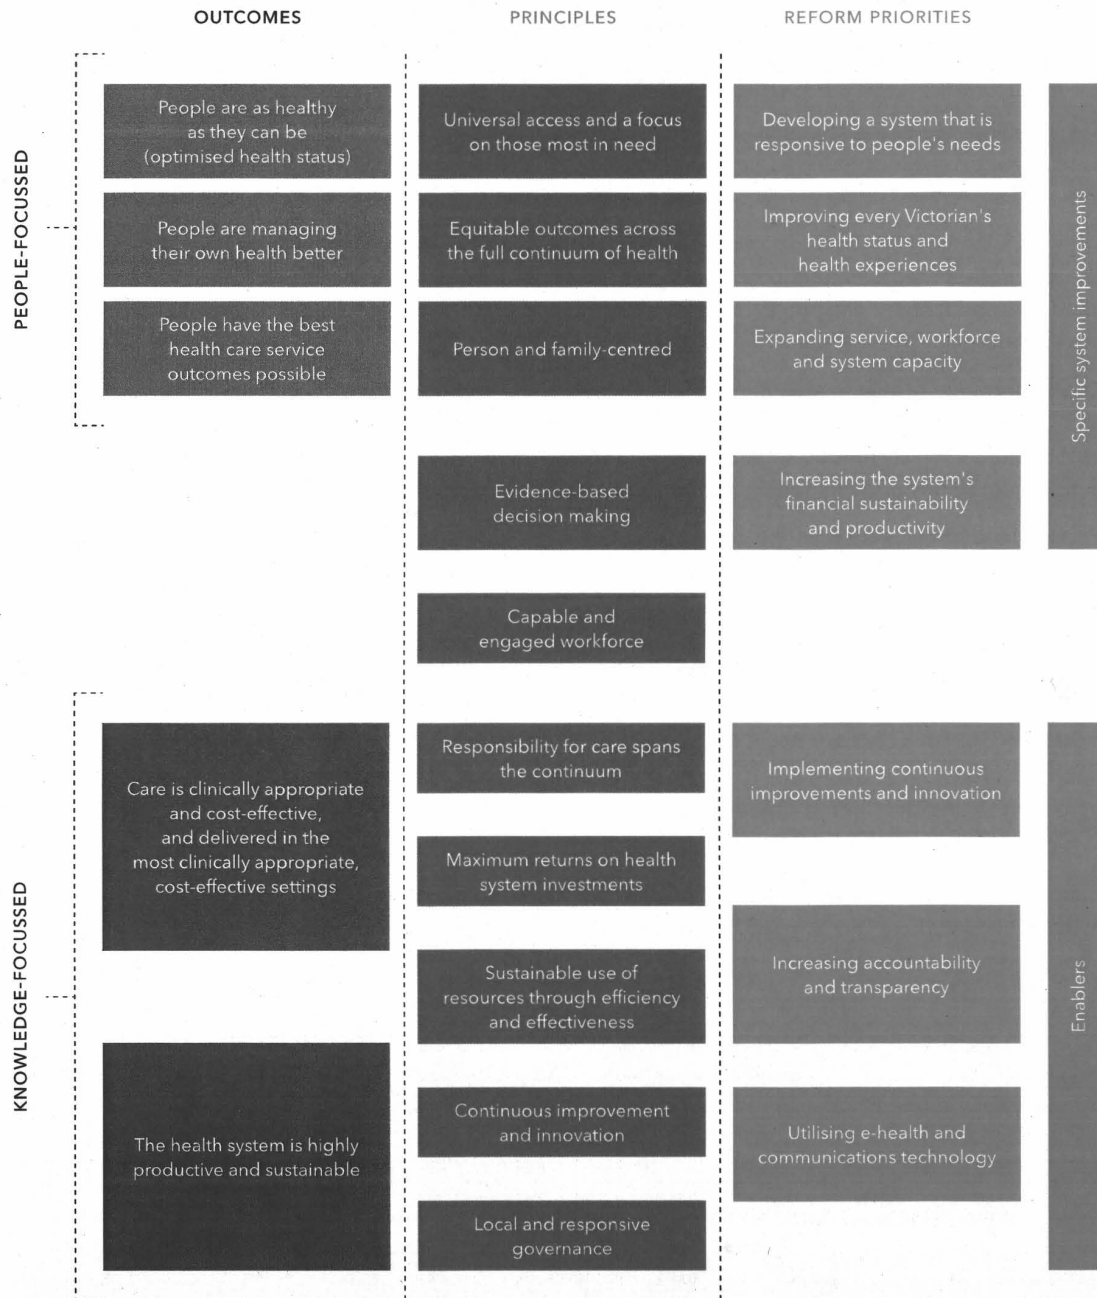 OUTCOMES
PRINCIPLES
REFORM PRIORITIES
PEOPLE-FOCUSSED
People are as healthy
as they can be
(optimised health status)
Universal access and a focus
on those most in need
Developing a system that is
responsive to people's needs
People are managing
their own health better
Equitable outcomes across
the full continuum of health
Improving every Victorian's
health status and
health experiences
People have the best
health care service
outcomes possible
Person and family-centred
Expanding service, workforce
and system capacity
Evidence-based
decision making
Increasing the system's
financial sustainability
and productivity
Specific system improvements
Capable and
engaged workforce
KNOWLEDGE-FOCUSSED
Care is clinically appropriate
and cost-effective,
and delivered in the
most clinically appropriate,
cost-effective settings
Responsibility for care spans
the continuum
Implementing continuous
improvements and innovation
Maximum returns on health
system investments
Sustainable use of
resources through efficiency
and effectiveness
Increasing accountability
and transparency
Enablers
The health system is highly
productive and sustainable
Continuous improvement
and innovation
Utilising e-health and
communications technology
Local and responsive
governance